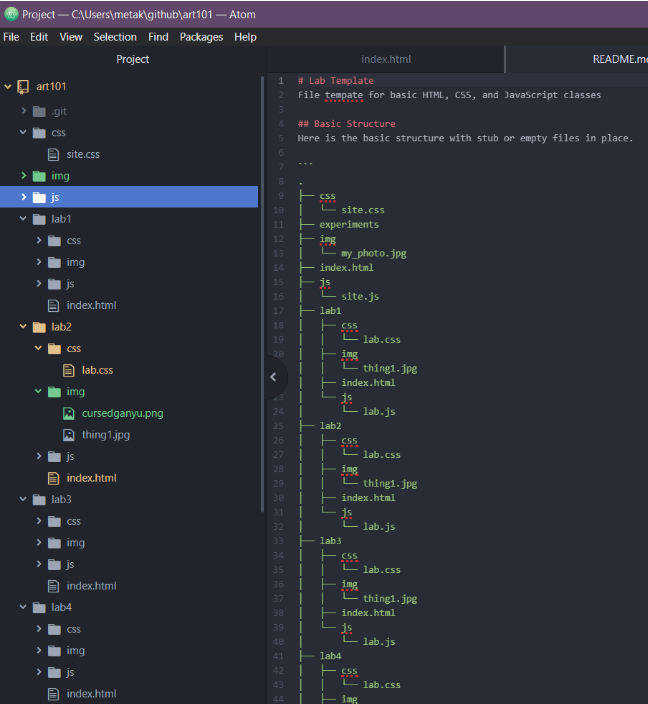 Project — C:\Users\metak\github\art101 — Atom
File Edit View Selection Find Packages Help
Project
art101
.git
css
site.css
img
js
lab1
css
img
js
index.html
lab2
css
lab.css
img
cursedganyu.png
thing1.jpg
js
index.html
lab3
css
img
js
index.html
lab4
css
img
js
index.html
index.html README.me
1 # Lab Template
2 File tempate for basic HTML, CSS, and JavaScript classes
3
4 ## Basic Structure
5 Here is the basic structure with stub or empty files in place.
6
7 ---
8 .
9 ├── css
10 │   └── site.css
11 ├── experiments
12 ├── img
13 │   └── my_photo.jpg
14 ├── index.html
15 ├── js
16 │   └── site.js
17 ├── lab1
18 │   ├── css
19 │   │   └── lab.css
20 │   ├── img
│   │   └── thing1.jpg
│   ├── index.html
23 │   └── js
24 │       └── lab.js
25 ├── lab2
26 │   ├── css
27 │   │   └── lab.css
28 │   ├── img
29 │   │   └── thing1.jpg
30 │   ├── index.html
31 │   └── js
32 │       └── lab.js
33 ├── lab3
34 │   ├── css
35 │   │   └── lab.css
36 │   ├── img
37 │   │   └── thing1.jpg
38 │   ├── index.html
39 │   └── js
40 │       └── lab.js
41 ├── lab4
42 │   ├── css
43 │   │   └── lab.css
44 │   ├── img